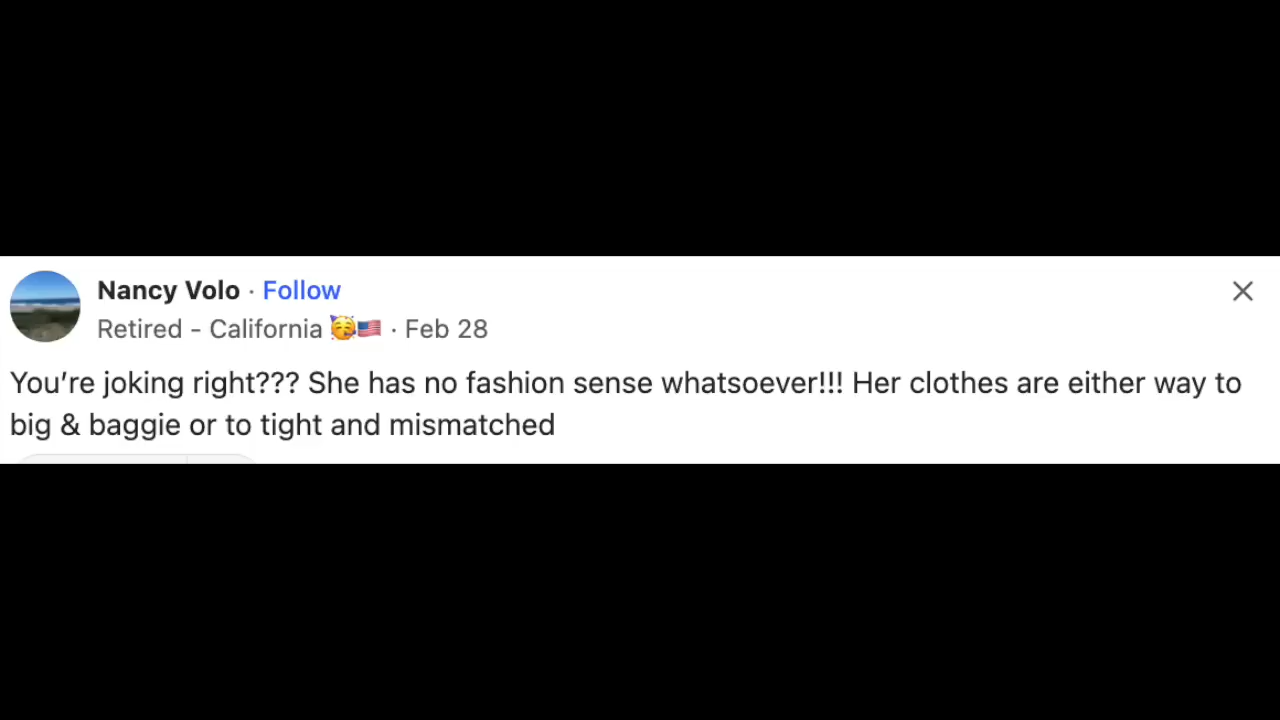 Nancy Volo · Follow
Retired - California 🥳🇺🇸 · Feb 28
You’re joking right??? She has no fashion sense whatsoever!!! Her clothes are either way to
big & baggie or to tight and mismatched